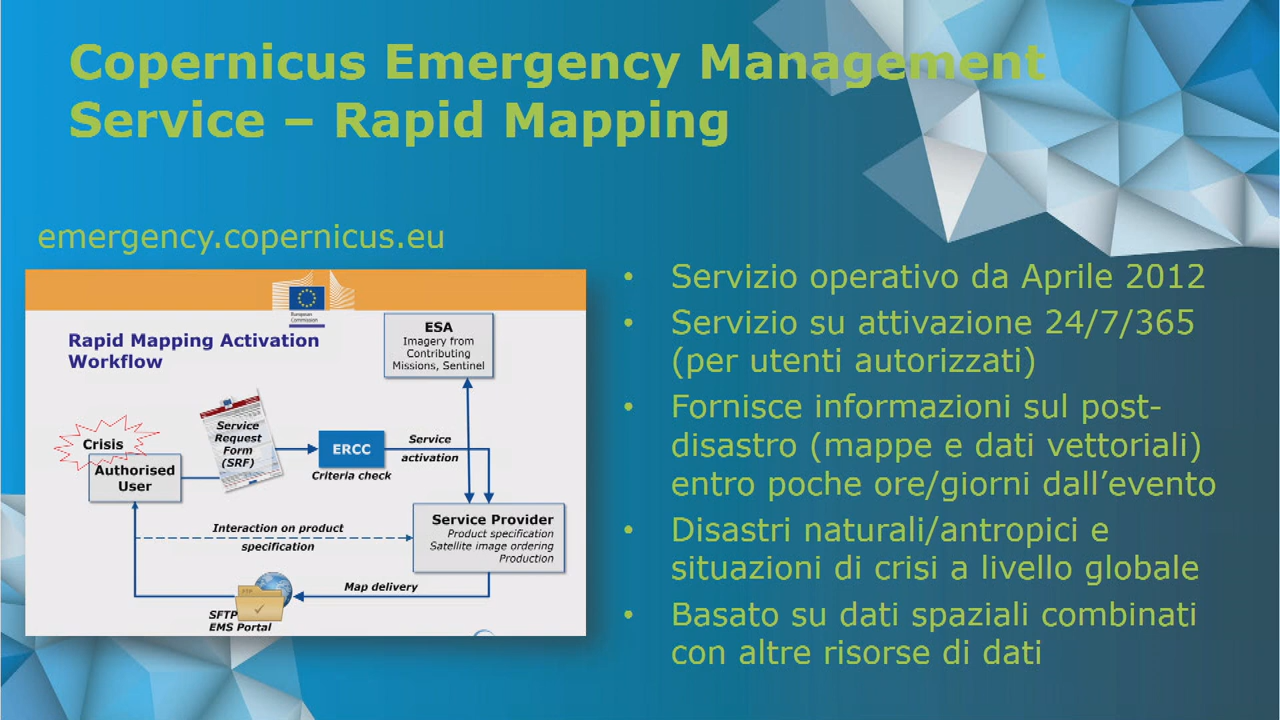 Copernicus Emergency Management
Service – Rapid Mapping
emergency.copernicus.eu
European
Commission
Rapid Mapping Activation
Workflow
ESA
Imagery from
Contributing
Missions, Sentinel
Crisis
Authorised
User
Service
Request
Form
(SRF)
ERCC
Criteria check
Service
activation
Interaction on product
specification
Service Provider
Product specification
Satellite image ordering
Production
Map delivery
FTP
SFTP
EMS Portal
• Servizio operativo da Aprile 2012
• Servizio su attivazione 24/7/365
(per utenti autorizzati)
• Fornisce informazioni sul post-
disastro (mappe e dati vettoriali)
entro poche ore/giorni dall’evento
• Disastri naturali/antropici e
situazioni di crisi a livello globale
• Basato su dati spaziali combinati
con altre risorse di dati